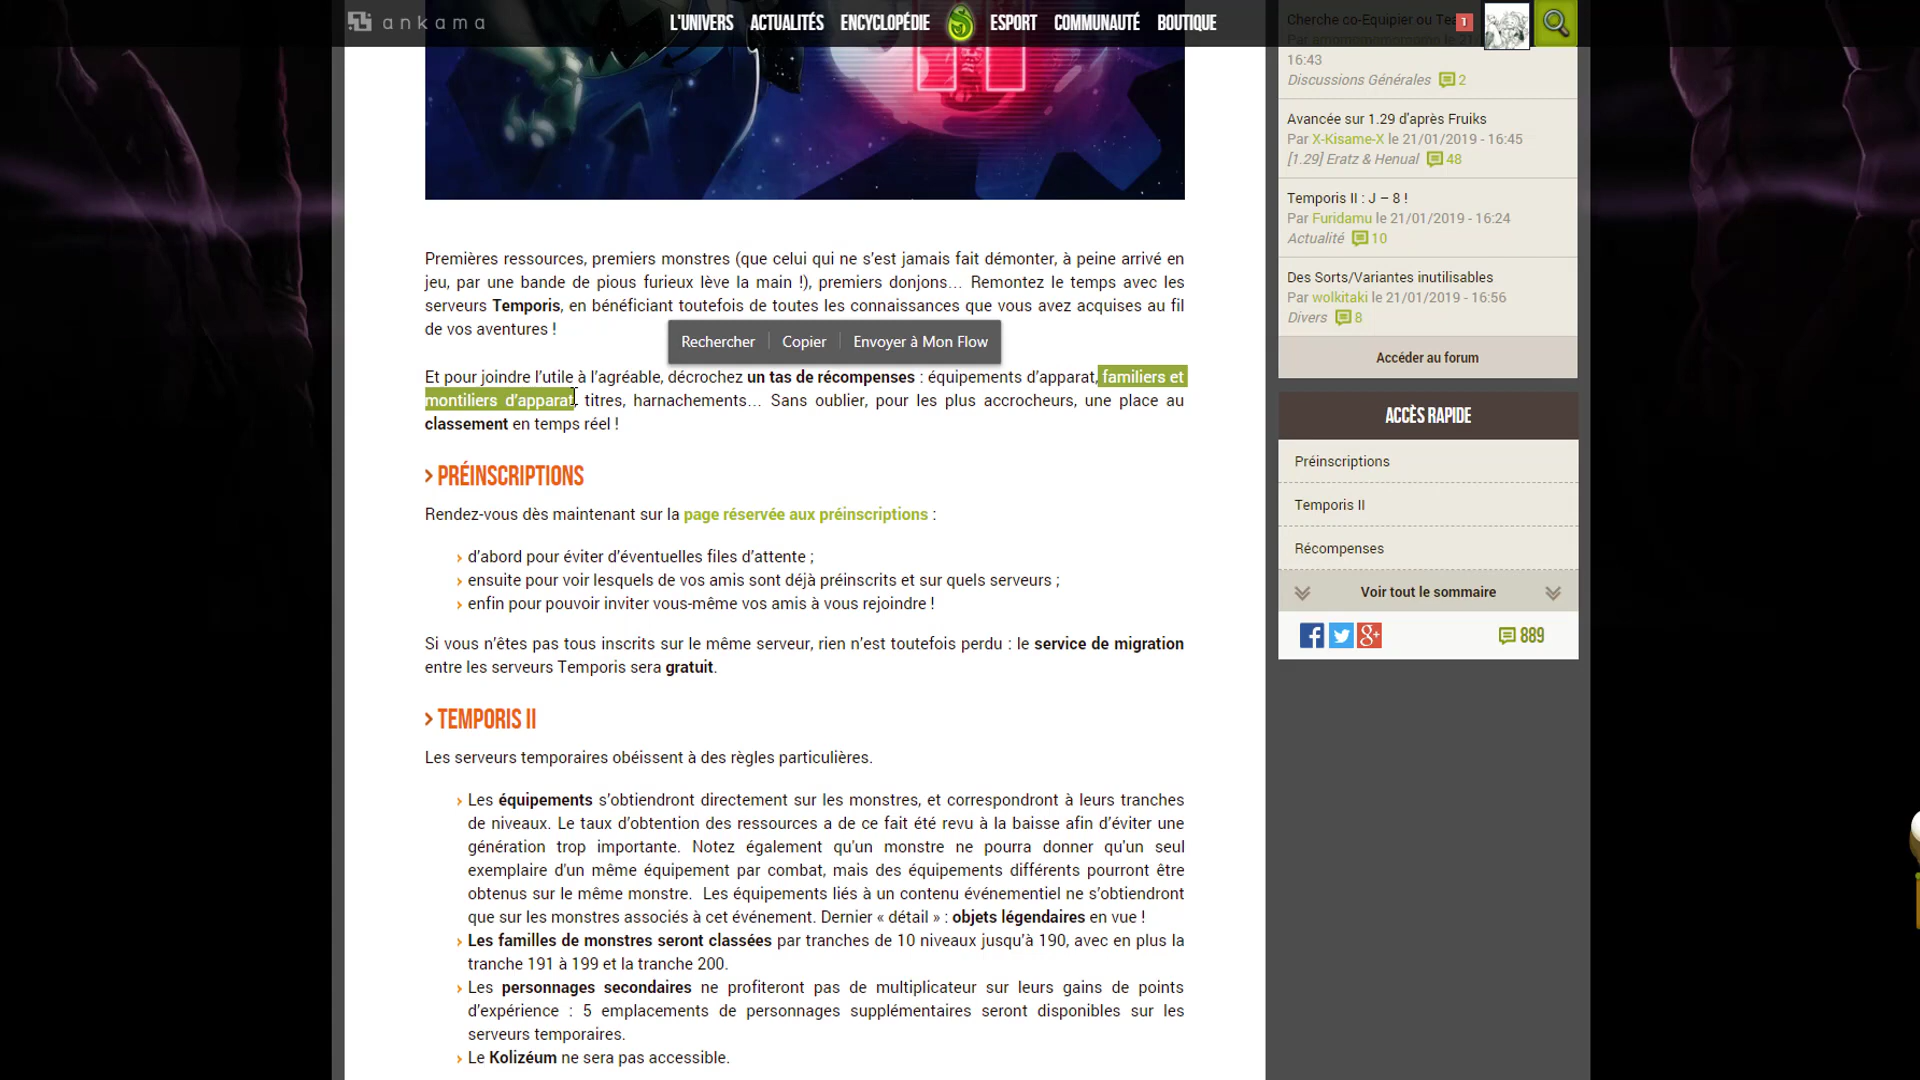 ankama
L'UNIVERS ACTUALITÉS ENCYCLOPÉDIE ESPORT COMMUNAUTÉ BOUTIQUE
1
Premières ressources, premiers monstres (que celui qui ne s'est jamais fait démonter, à peine arrivé en
jeu, par une bande de pious furieux lève la main !), premiers donjons… Remontez le temps avec les
serveurs Temporis, en bénéficiant toutefois de toutes les connaissances que vous avez acquises au fil
de vos aventures !
Rechercher Copier Envoyer à Mon Flow
Et pour joindre l'utile à l'agréable, décrochez un tas de récompenses : équipements d'apparat, familiers et
montiliers d'apparat, titres, harnachements… Sans oublier, pour les plus accrocheurs, une place au
classement en temps réel !
PRÉINSCRIPTIONS
Rendez-vous dès maintenant sur la page réservée aux préinscriptions :
d'abord pour éviter d'éventuelles files d'attente ;
ensuite pour voir lesquels de vos amis sont déjà préinscrits et sur quels serveurs ;
enfin pour pouvoir inviter vous-même vos amis à vous rejoindre !
Si vous n'êtes pas tous inscrits sur le même serveur, rien n'est toutefois perdu : le service de migration
entre les serveurs Temporis sera gratuit.
TEMPORIS II
Les serveurs temporaires obéissent à des règles particulières.
Les équipements s'obtiendront directement sur les monstres, et correspondront à leurs tranches
de niveaux. Le taux d'obtention des ressources a de ce fait été revu à la baisse afin d'éviter une
génération trop importante. Notez également qu'un monstre ne pourra donner qu'un seul
exemplaire d'un même équipement par combat, mais des équipements différents pourront être
obtenus sur le même monstre. Les équipements liés à un contenu événementiel ne s'obtiendront
que sur les monstres associés à cet événement. Dernier « détail » : objets légendaires en vue !
Les familles de monstres seront classées par tranches de 10 niveaux jusqu'à 190, avec en plus la
tranche 191 à 199 et la tranche 200.
Les personnages secondaires ne profiteront pas de multiplicateur sur leurs gains de points
d'expérience : 5 emplacements de personnages supplémentaires seront disponibles sur les
serveurs temporaires.
Le Kolizéum ne sera pas accessible.
Cherche co-Equipier ou
16:43
Discussions Générales 2
Avancée sur 1.29 d'après Fruiks
Par X-Kisame-X le 21/01/2019 - 16:45
[1.29] Eratz & Henual 48
Temporis II : J – 8 !
Par Furidamu le 21/01/2019 - 16:24
Actualité 10
Des Sorts/Variantes inutilisables
Par wolkitaki le 21/01/2019 - 16:56
Divers 8
Accéder au forum
ACCÈS RAPIDE
Préinscriptions
Temporis II
Récompenses
Voir tout le sommaire
889